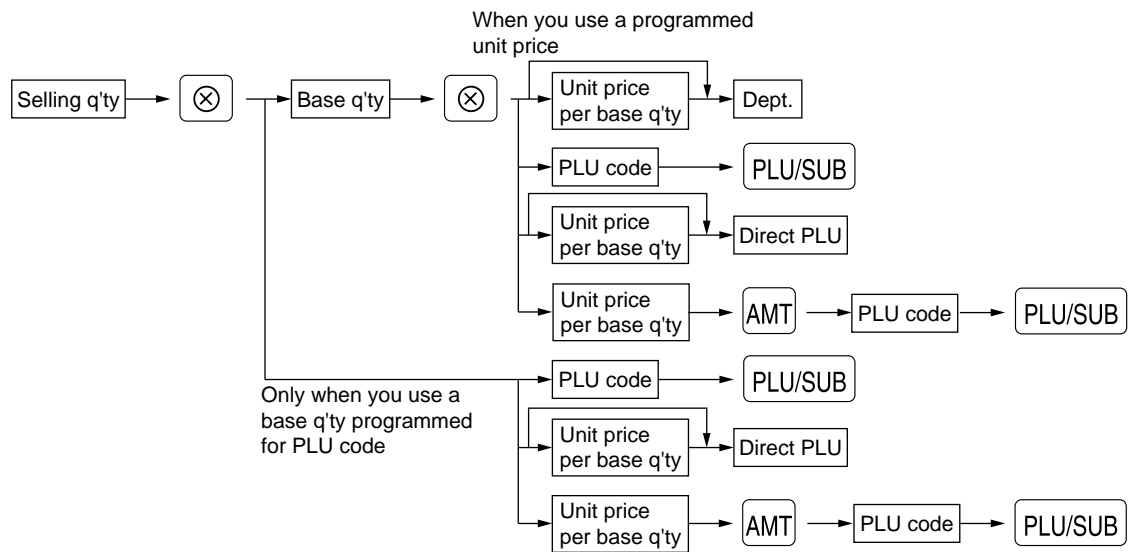 When you use a programmed
unit price
Selling q'ty
⊗
Base q'ty
⊗
Unit price
per base q'ty
Dept.
PLU code
PLU/SUB
Unit price
per base q'ty
Direct PLU
Unit price
per base q'ty
AMT
PLU code
PLU/SUB
Only when you use a
base q'ty programmed
for PLU code
PLU code
PLU/SUB
Unit price
per base q'ty
Direct PLU
Unit price
per base q'ty
AMT
PLU code
PLU/SUB